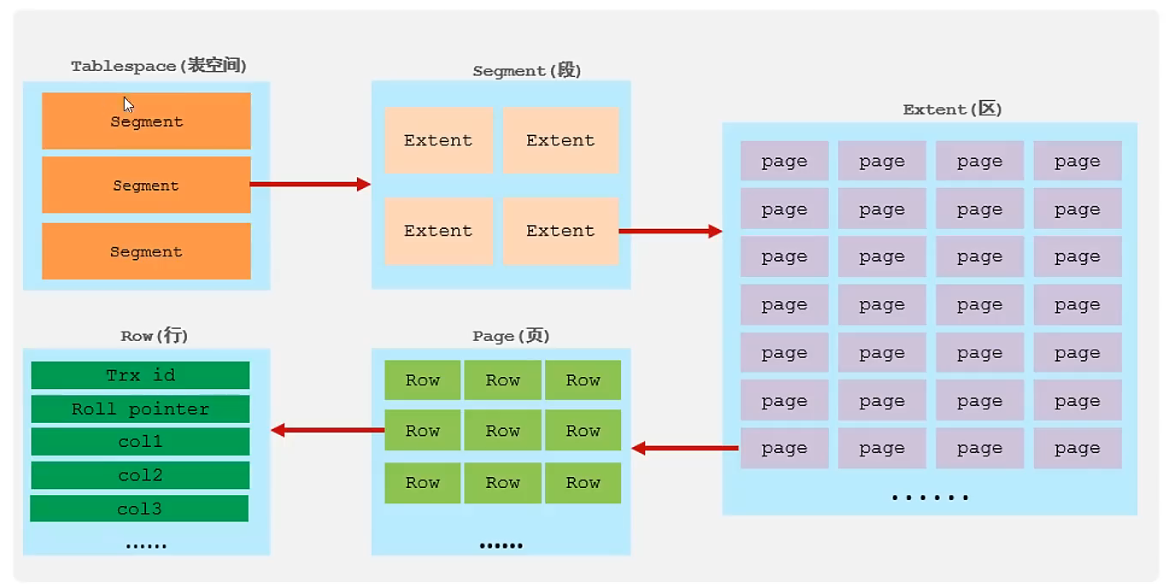 Tablespace(表空间)
Segment
Segment
Segment
Segment(段)
Extent Extent
Extent Extent
Extent(区)
page page page page
page page page page
page page page page
page page page page
page page page page
page page page page
page page page page
......
Row(行)
Trx id
Roll pointer
col1
col2
col3
......
Page(页)
Row Row Row
Row Row Row
Row Row Row
......